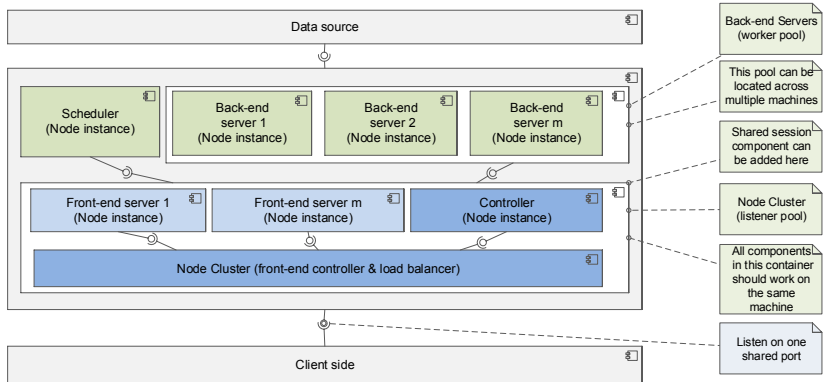 Data source
Scheduler
(Node instance)
Back-end
server 1
(Node instance)
Back-end
server 2
(Node instance)
Back-end
server m
(Node instance)
Front-end server 1
(Node instance)
Front-end server m
(Node instance)
Controller
(Node instance)
Node Cluster (front-end controller & load balancer)
Client side
Back-end Servers
(worker pool)
This pool can be
located across
multiple machines
Shared session
component can
be added here
Node Cluster
(listener pool)
All components
in this container
should work on
the same
machine
Listen on one
shared port